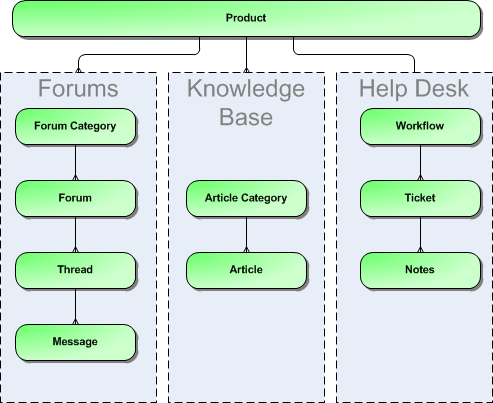 Product
Forums
Forum Category
Forum
Thread
Message
Knowledge
Base
Article Category
Article
Help Desk
Workflow
Ticket
Notes